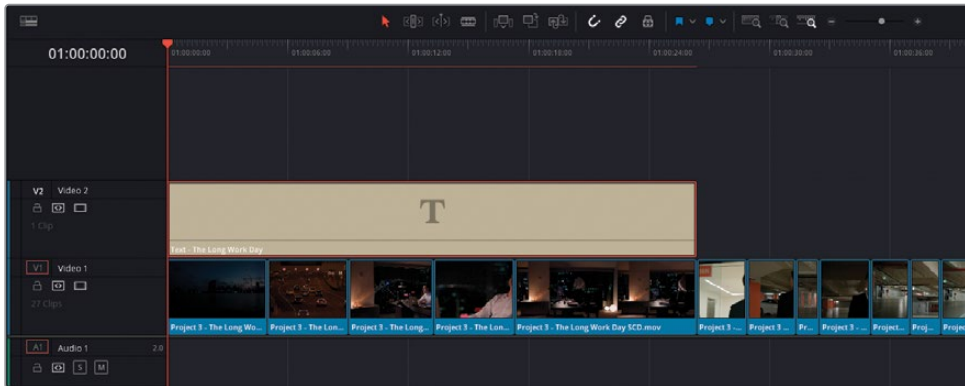 01:00:00:00
01:00:00:00 01:00:06:00 01:00:12:00 01:00:18:00 01:00:24:00 01:00:30:00 01:00:36:00
V2 Video 2
1 Clip
T
Text - The Long Work Day
V1 Video 1
27 Clips
Project 3 - The Long Wo... Project 3 - The Lon... Project 3 - The Long... Project 3 - The Lon... Project 3 - The Long Work Day SCD.mov Project 3 -... Project 3 ... Pr... Project 3 - ... Project... Proj... Project
A1 Audio 1 2.0
S M